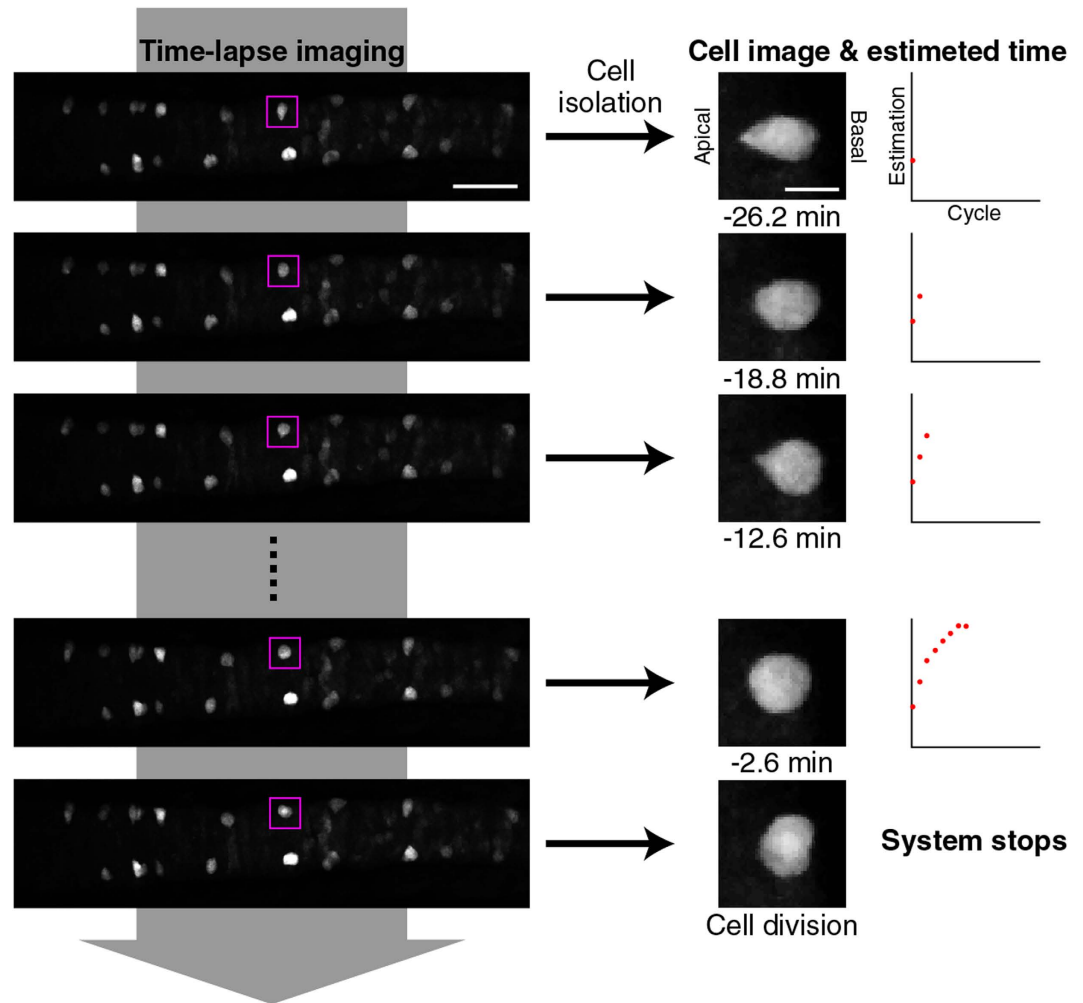 Time-lapse imaging
Cell
isolation
Cell image & estimeted time
Apical
Basal
Estimation
Cycle
-26.2 min
-18.8 min
-12.6 min
-2.6 min
System stops
Cell division